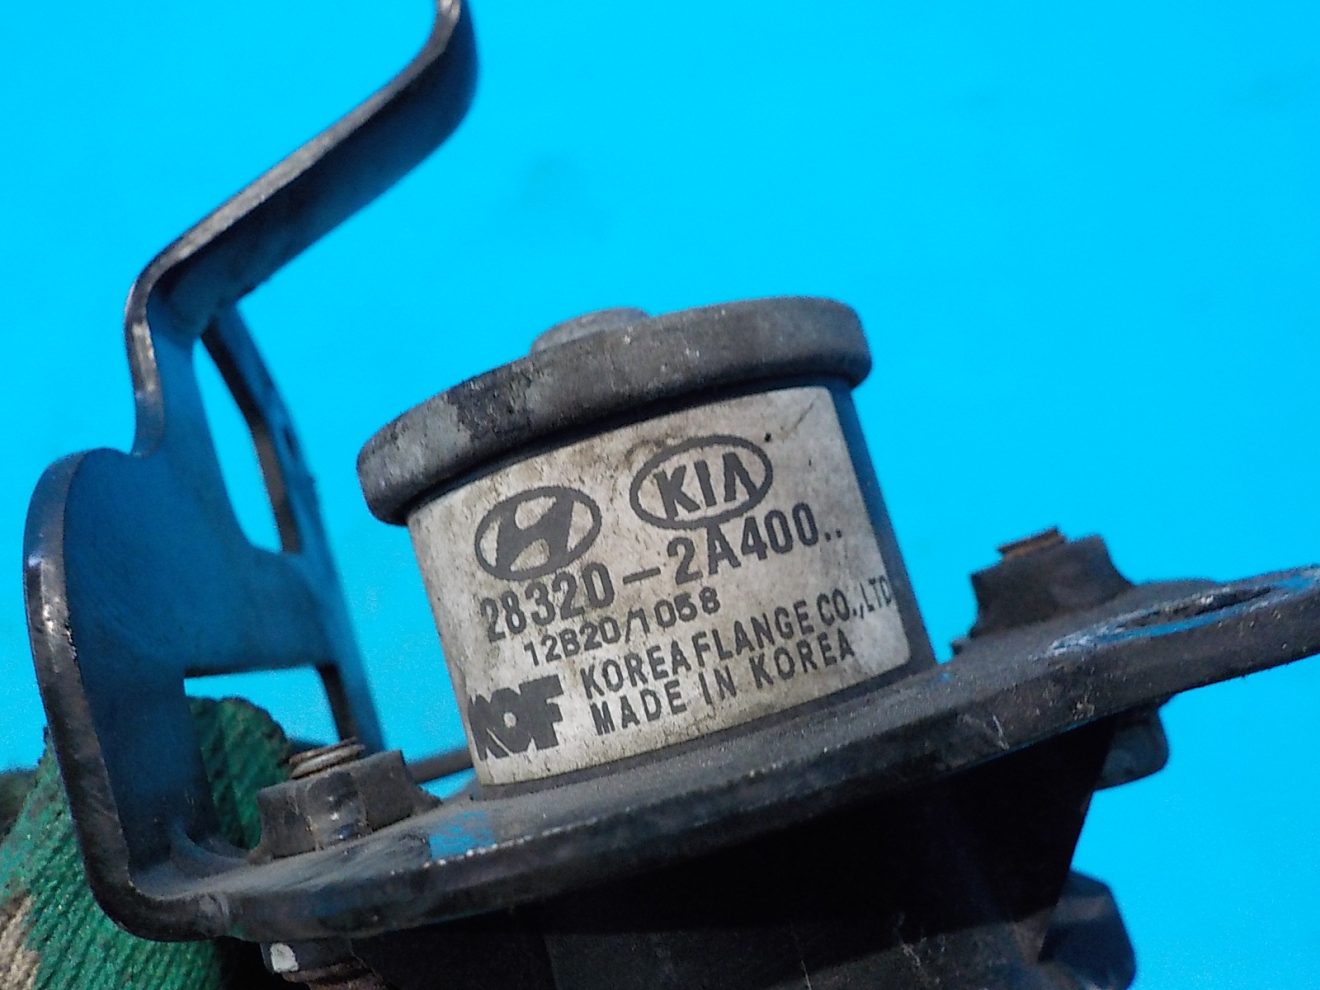 KIA
28320-2A400..
12B20/1058
KOF KOREA FLANGE CO.,LTD
MADE IN KOREA